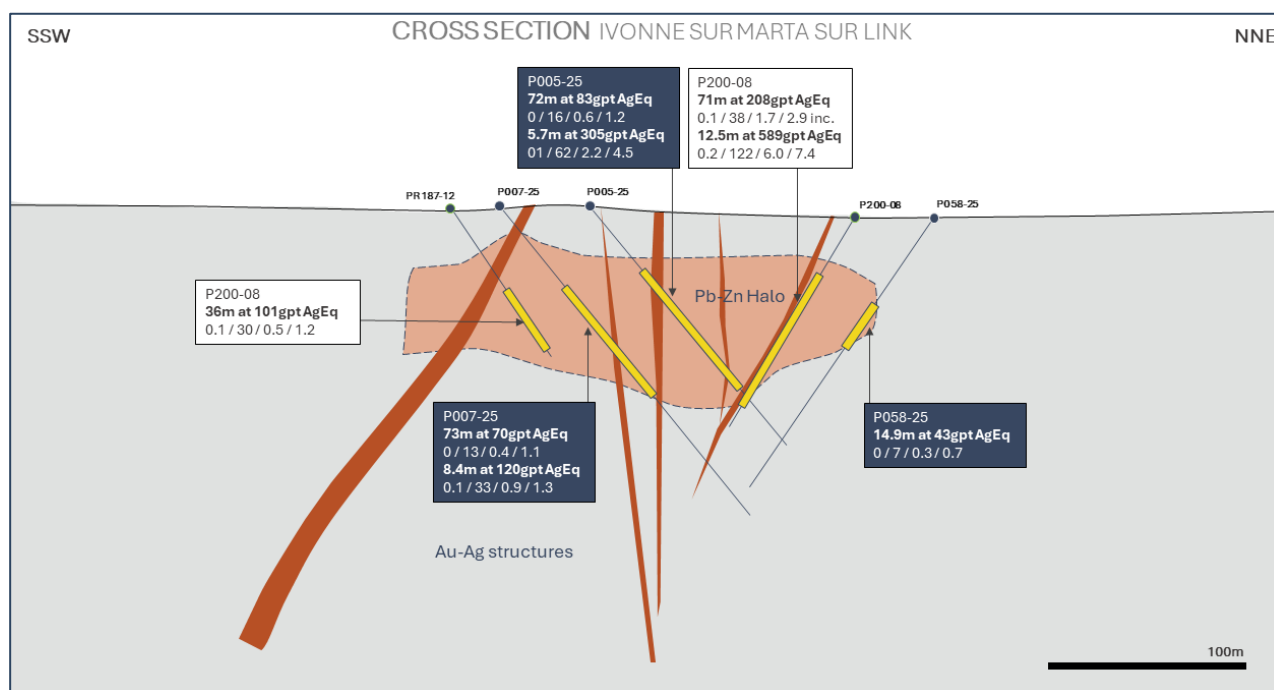 SSW
CROSS SECTION IVONNE SUR MARTA SUR LINK
NNE
P005-25
72m at 83gpt AgEq
0 / 16 / 0.6 / 1.2
5.7m at 305gpt AgEq
01 / 62 / 2.2 / 4.5
P200-08
71m at 208gpt AgEq
0.1 / 38 / 1.7 / 2.9 inc.
12.5m at 589gpt AgEq
0.2 / 122 / 6.0 / 7.4
PR187-12
P007-25
P005-25
P200-08
P058-25
P200-08
36m at 101gpt AgEq
0.1 / 30 / 0.5 / 1.2
Pb-Zn Halo
P007-25
73m at 70gpt AgEq
0 / 13 / 0.4 / 1.1
8.4m at 120gpt AgEq
0.1 / 33 / 0.9 / 1.3
P058-25
14.9m at 43gpt AgEq
0 / 7 / 0.3 / 0.7
Au-Ag structures
100m